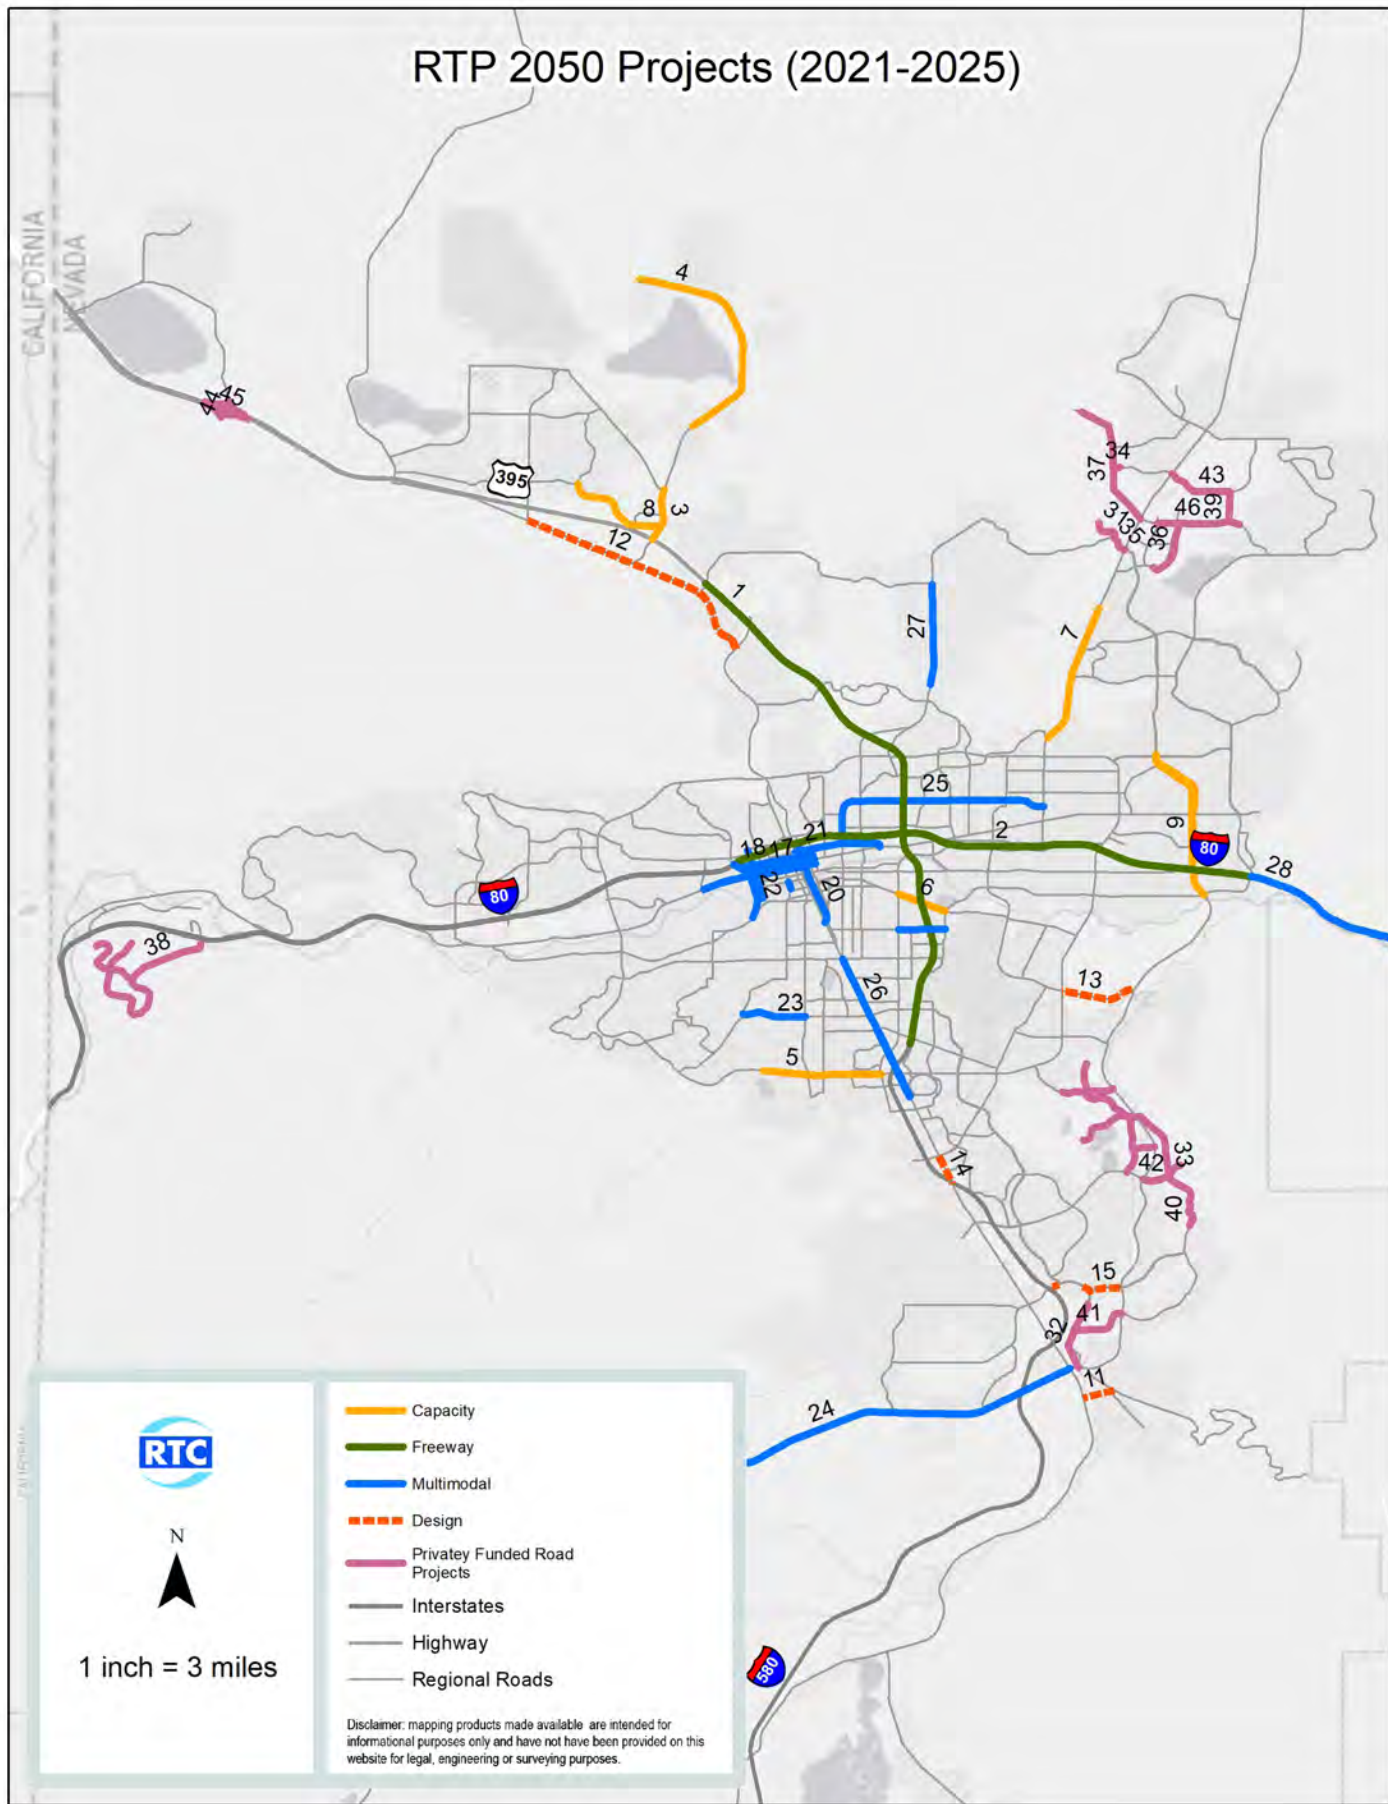 RTP 2050 Projects (2021-2025)
CALIFORNIA
NEVADA
4
44
45
395
8
3
12
1
27
7
34
37
43
46
39
31
35
36
25
2
9
80
28
18
17
21
22
20
6
80
38
26
23
5
13
14
42
33
40
15
41
32
11
24
580
RTC
N
1 inch = 3 miles
Capacity
Freeway
Multimodal
Design
Privatey Funded Road
Projects
Interstates
Highway
Regional Roads
Disclaimer: mapping products made available are intended for
informational purposes only and have not have been provided on this
website for legal, engineering or surveying purposes.
CALIFORNIA